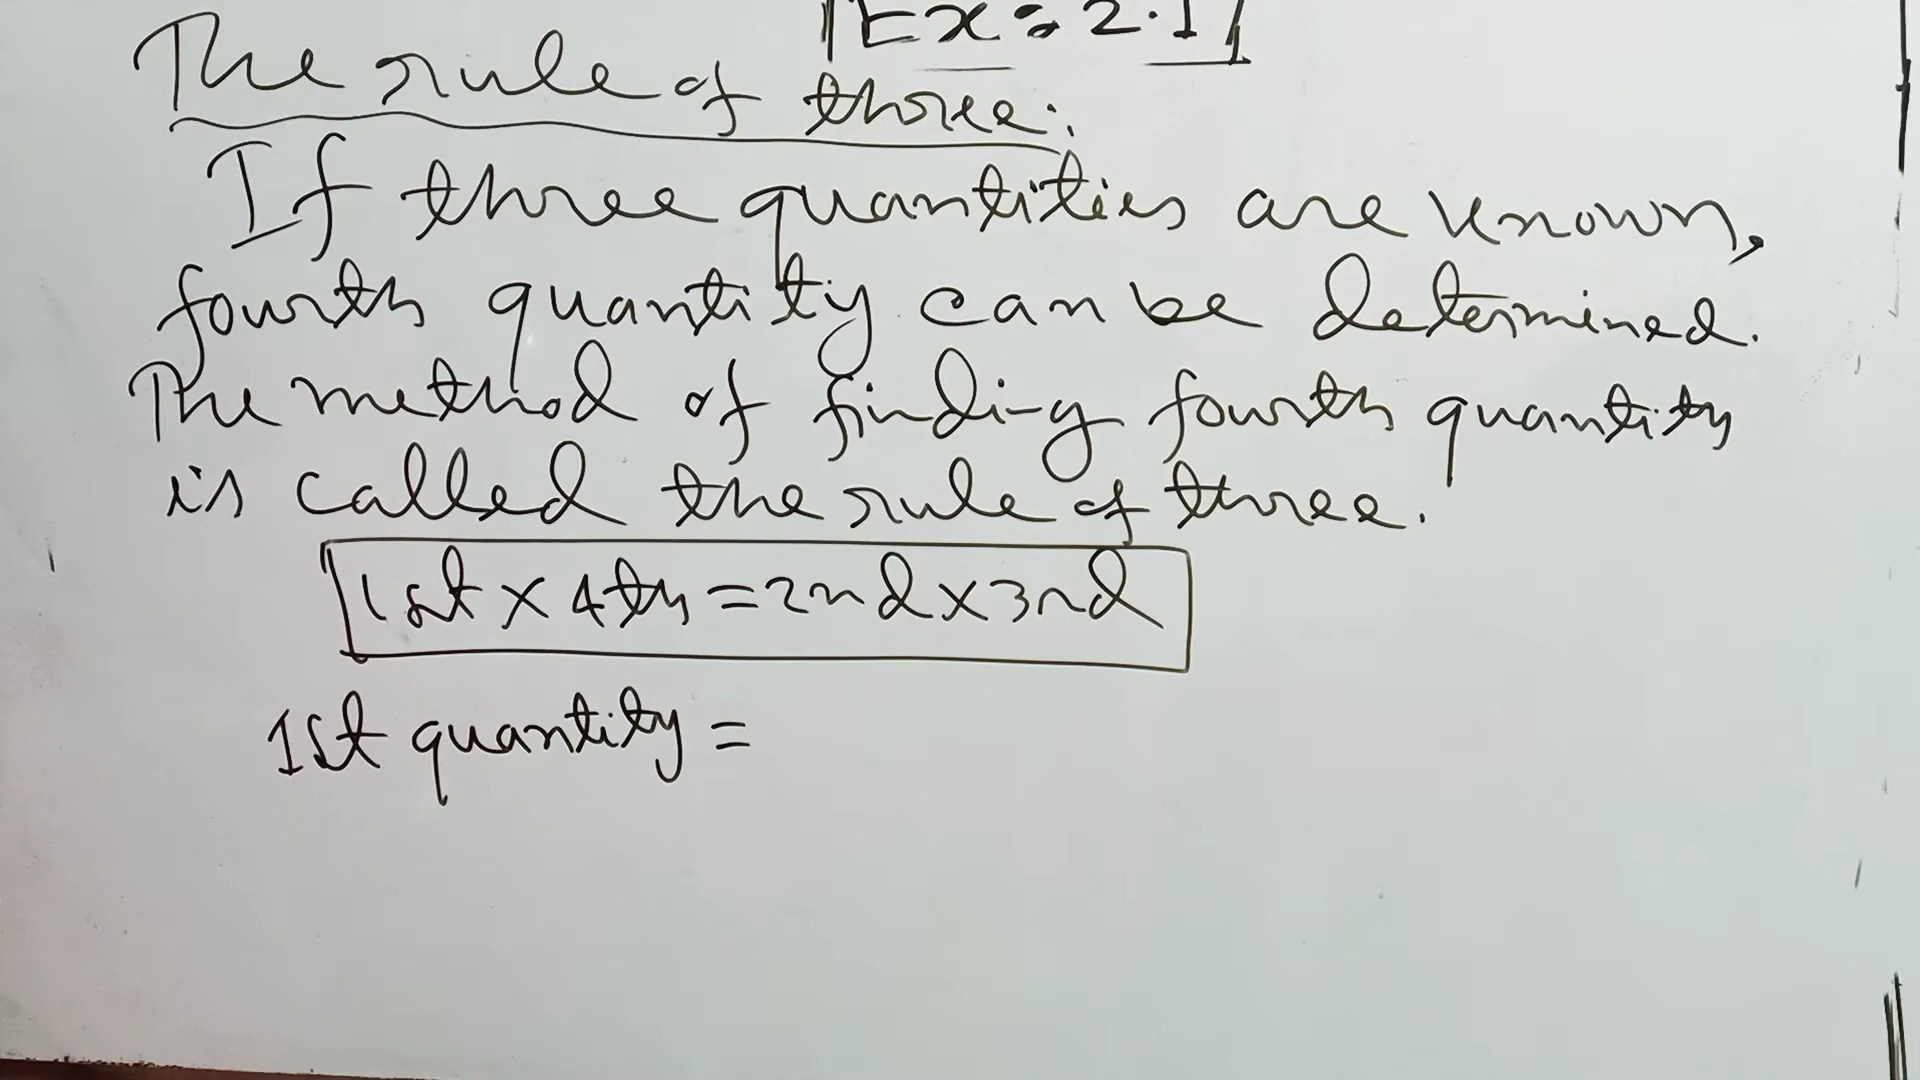 Ex: 2.1
The rule of three:
If three quantities are known,
fourth quantity can be determined.
The method of finding fourth quantity
is called the rule of three.
1st × 4th = 2nd × 3rd
1st quantity =